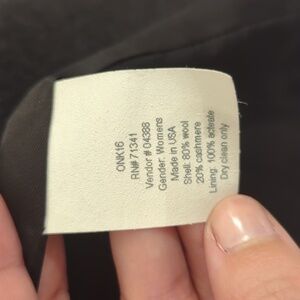 ONK16
RN# 71341
Vendor # 04388
Gender: Womens
Made in USA
Shell: 80% wool
20% cashmere
Lining: 100% acteate
Dry clean only